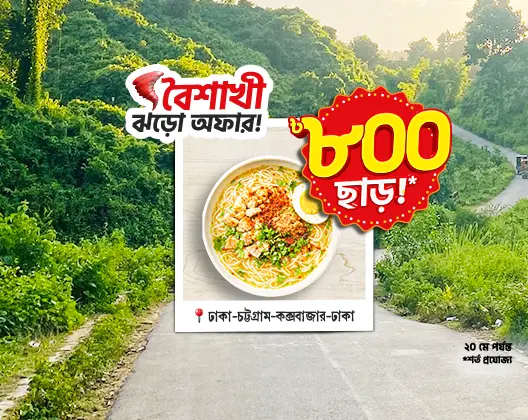 বৈশাখী
ঝড়ো অফার!
৳৮০০
ছাড়!*
ঢাকা-চট্টগ্রাম-কক্সবাজার-ঢাকা
২০ মে পর্যন্ত
*শর্ত প্রযোজ্য